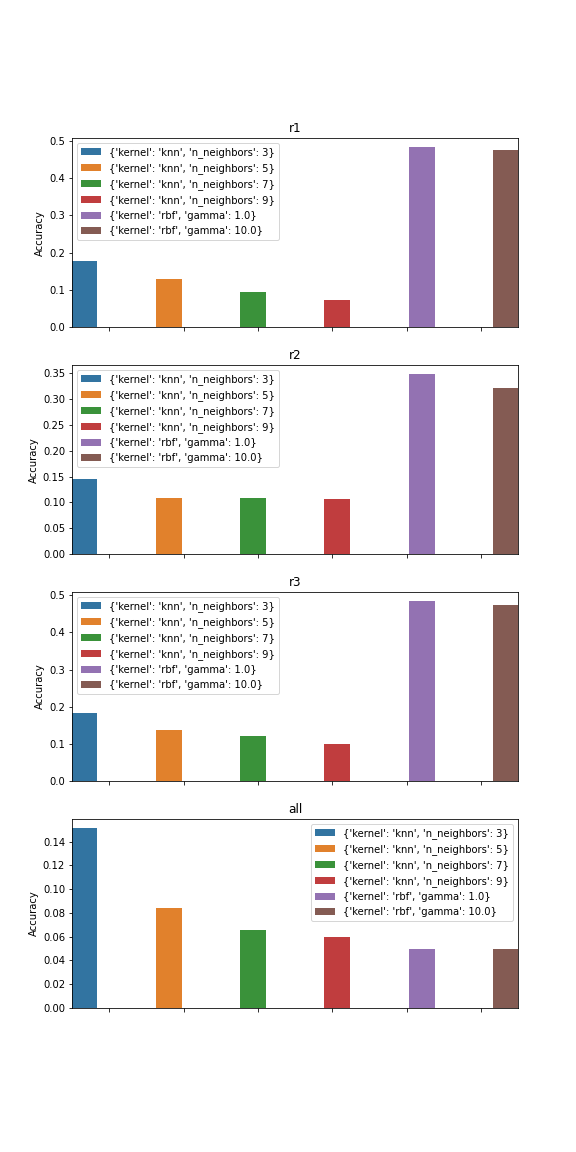 r1
0.5
0.4
0.3
0.2
0.1
0.0
Accuracy
{'kernel': 'knn', 'n_neighbors': 3}
{'kernel': 'knn', 'n_neighbors': 5}
{'kernel': 'knn', 'n_neighbors': 7}
{'kernel': 'knn', 'n_neighbors': 9}
{'kernel': 'rbf', 'gamma': 1.0}
{'kernel': 'rbf', 'gamma': 10.0}
r2
0.35
0.30
0.25
0.20
0.15
0.10
0.05
0.00
Accuracy
{'kernel': 'knn', 'n_neighbors': 3}
{'kernel': 'knn', 'n_neighbors': 5}
{'kernel': 'knn', 'n_neighbors': 7}
{'kernel': 'knn', 'n_neighbors': 9}
{'kernel': 'rbf', 'gamma': 1.0}
{'kernel': 'rbf', 'gamma': 10.0}
r3
0.5
0.4
0.3
0.2
0.1
0.0
Accuracy
{'kernel': 'knn', 'n_neighbors': 3}
{'kernel': 'knn', 'n_neighbors': 5}
{'kernel': 'knn', 'n_neighbors': 7}
{'kernel': 'knn', 'n_neighbors': 9}
{'kernel': 'rbf', 'gamma': 1.0}
{'kernel': 'rbf', 'gamma': 10.0}
all
0.14
0.12
0.10
0.08
0.06
0.04
0.02
0.00
Accuracy
{'kernel': 'knn', 'n_neighbors': 3}
{'kernel': 'knn', 'n_neighbors': 5}
{'kernel': 'knn', 'n_neighbors': 7}
{'kernel': 'knn', 'n_neighbors': 9}
{'kernel': 'rbf', 'gamma': 1.0}
{'kernel': 'rbf', 'gamma': 10.0}